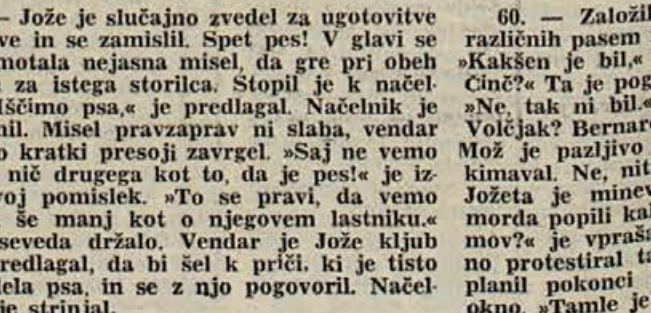 — Jože je slučajno zvedel za ugotovitve
ve in se zamislil. Spet pes! V glavi se
motala nejasna misel, da gre pri obeh
za istega storilca. Stopil je k načel-
Iščimo psa,« je predlagal. Načelnik je
nil. Misel pravzaprav ni slaba, vendar
o kratki presoji zavrgel. »Saj ne vemo
nič drugega kot to, da je pes!« je iz-
voj pomislek. »To se pravi, da vemo
še manj kot o njegovem lastniku.«
seveda držalo. Vendar je Jože kljub
redlagal, da bi šel k priči, ki je tisto
dela psa, in se z njo pogovoril. Načel-
je strinjal.
60. — Založil
različnih pasem
»Kakšen je bil,«
Činč?« Ta je pog
»Ne, tak ni bil.«
Volčjak? Bernar
Mož je pazljivo
kimaval. Ne, nit
Jožeta je minev
morda popili ka
mov?« je vpraša
no protestiral ta
planil pokonci
okno. »Tamle je